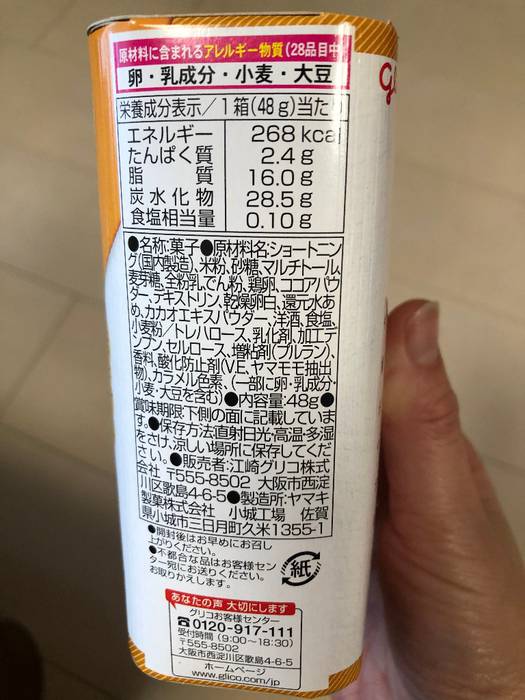 原材料に含まれるアレルギー物質(28品目中)
卵・乳成分・小麦・大豆
栄養成分表示/1箱(48g)当たり
エネルギー 268 kcal
たんぱく質 2.4g
脂質 16.0g
炭水化物 28.5g
食塩相当量 0.10g
●名称:菓子●原材料名:ショートニン
グ(国内製造)、米粉、砂糖、マルチトール、
麦芽糖、全粉乳、でん粉、鶏卵、ココアパウ
ダー、デキストリン、乾燥卵白、還元水あ
め、カカオエキスパウダー、洋酒、食塩、
小麦粉/トレハロース、乳化剤、加工デ
ンプン、セルロース、増粘剤(プルラン)、
香料、酸化防止剤(V.E、ヤマモモ抽出
物)、カラメル色素、(一部に卵・乳成分・
小麦・大豆を含む)●内容量:48g●
賞味期限:下側の面に記載していま
す。●保存方法:直射日光・高温・多湿
をさけ、涼しい場所に保存してくだ
さい。●販売者:江崎グリコ株式
会社 〒555-8502 大阪市西淀
川区歌島4-6-5●製造所:ヤマキ
製菓株式会社 小城工場 佐賀
県小城市三日月町久米1355-1
●開封後はお早めにお召し
上がりください。
●不都合な品はお客様セン
ター宛にお送りください。
お取りかえします。
紙
あなたの声 大切にします
グリコお客様センター
☎0120-917-111
受付時間(9:00~18:30)
〒555-8502
大阪市西淀川区歌島4-6-5
ホームページ
www.glico.com/jp/